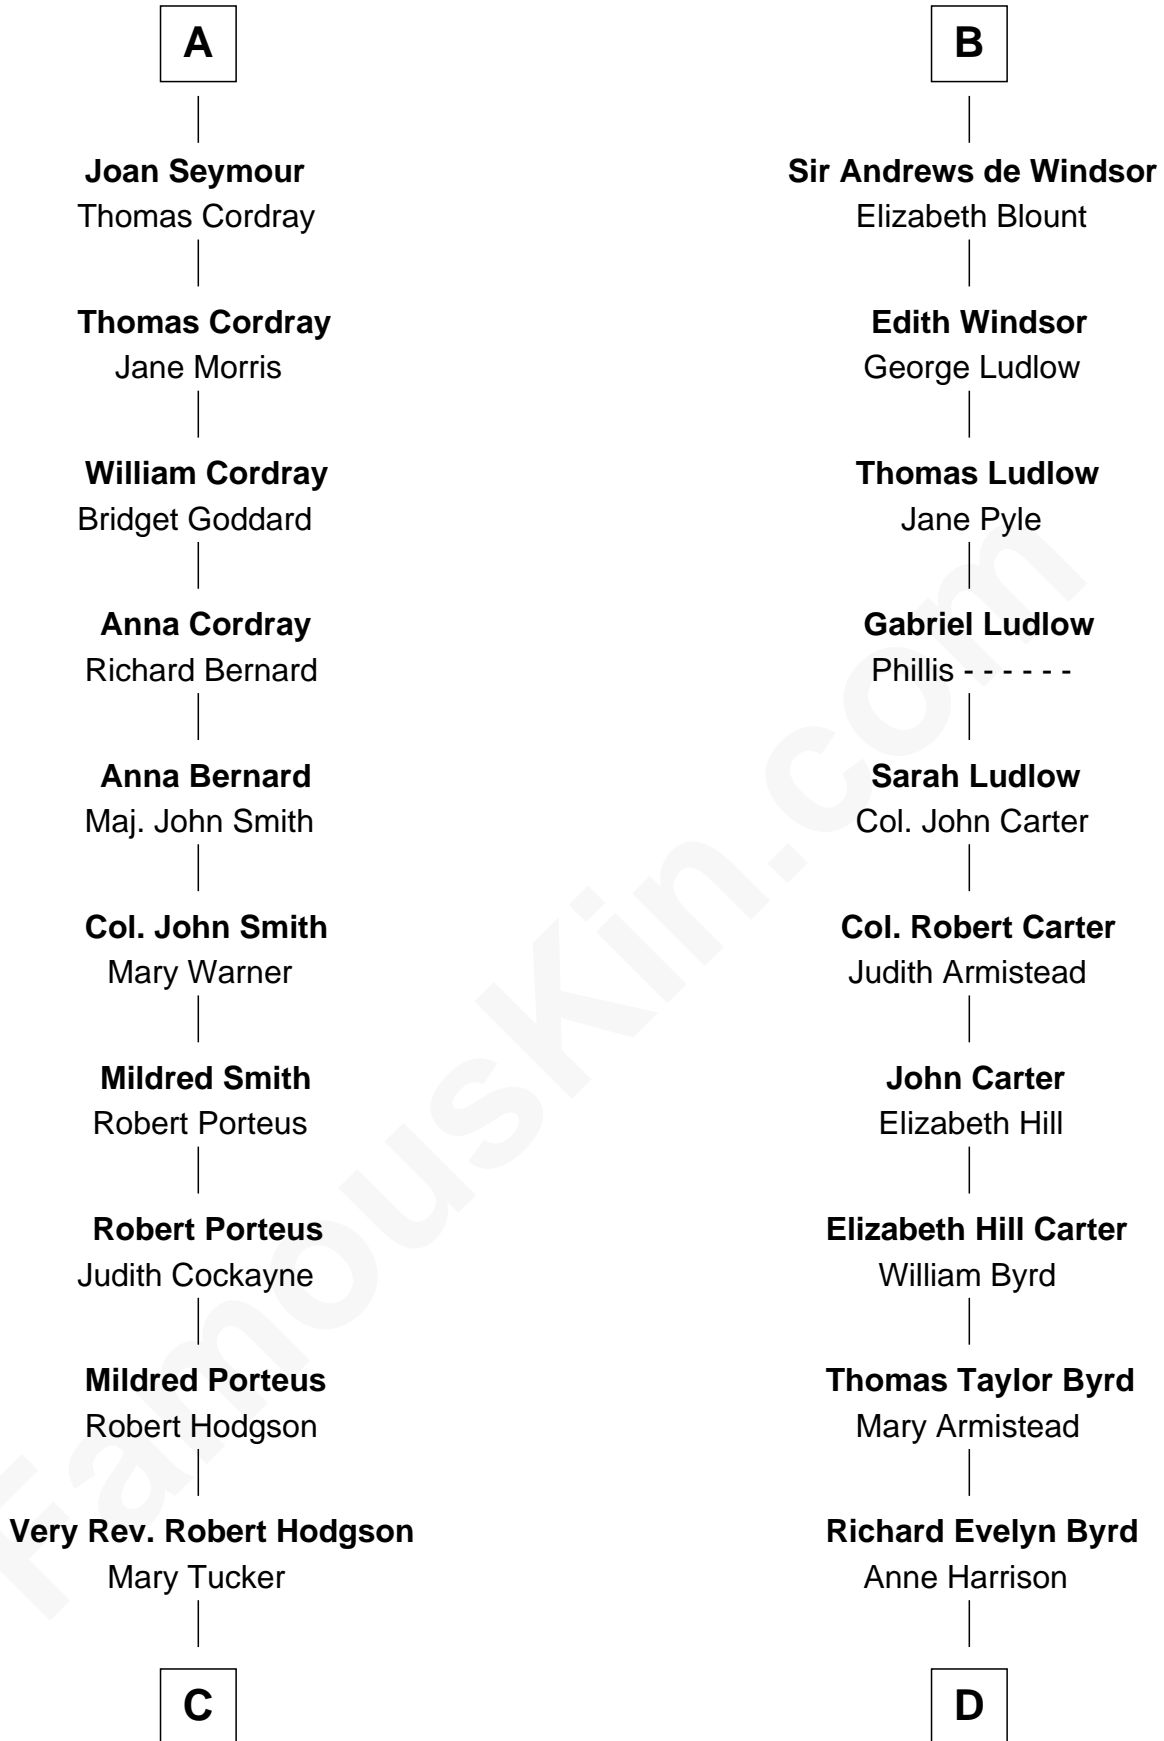 A
Joan Seymour
Thomas Cordray
Thomas Cordray
Jane Morris
William Cordray
Bridget Goddard
Anna Cordray
Richard Bernard
Anna Bernard
Maj. John Smith
Col. John Smith
Mary Warner
Mildred Smith
Robert Porteus
Robert Porteus
Judith Cockayne
Mildred Porteus
Robert Hodgson
Very Rev. Robert Hodgson
Mary Tucker
C
B
Sir Andrews de Windsor
Elizabeth Blount
Edith Windsor
George Ludlow
Thomas Ludlow
Jane Pyle
Gabriel Ludlow
Phillis - - - - - -
Sarah Ludlow
Col. John Carter
Col. Robert Carter
Judith Armistead
John Carter
Elizabeth Hill
Elizabeth Hill Carter
William Byrd
Thomas Taylor Byrd
Mary Armistead
Richard Evelyn Byrd
Anne Harrison
D
FamousKin.com